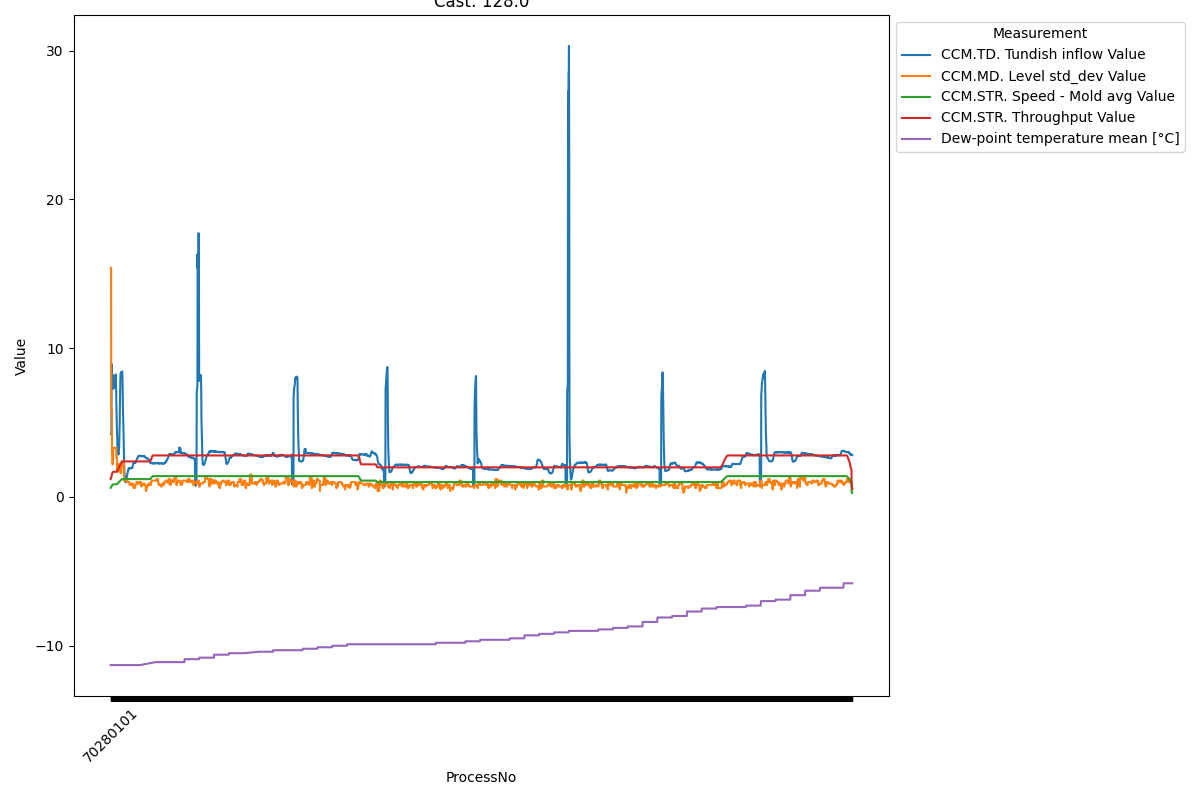 Cast: 128.0
Measurement
CCM.TD. Tundish inflow Value
CCM.MD. Level std_dev Value
CCM.STR. Speed - Mold avg Value
CCM.STR. Throughput Value
Dew-point temperature mean [°C]
30
20
10
0
−10
Value
70280101
ProcessNo